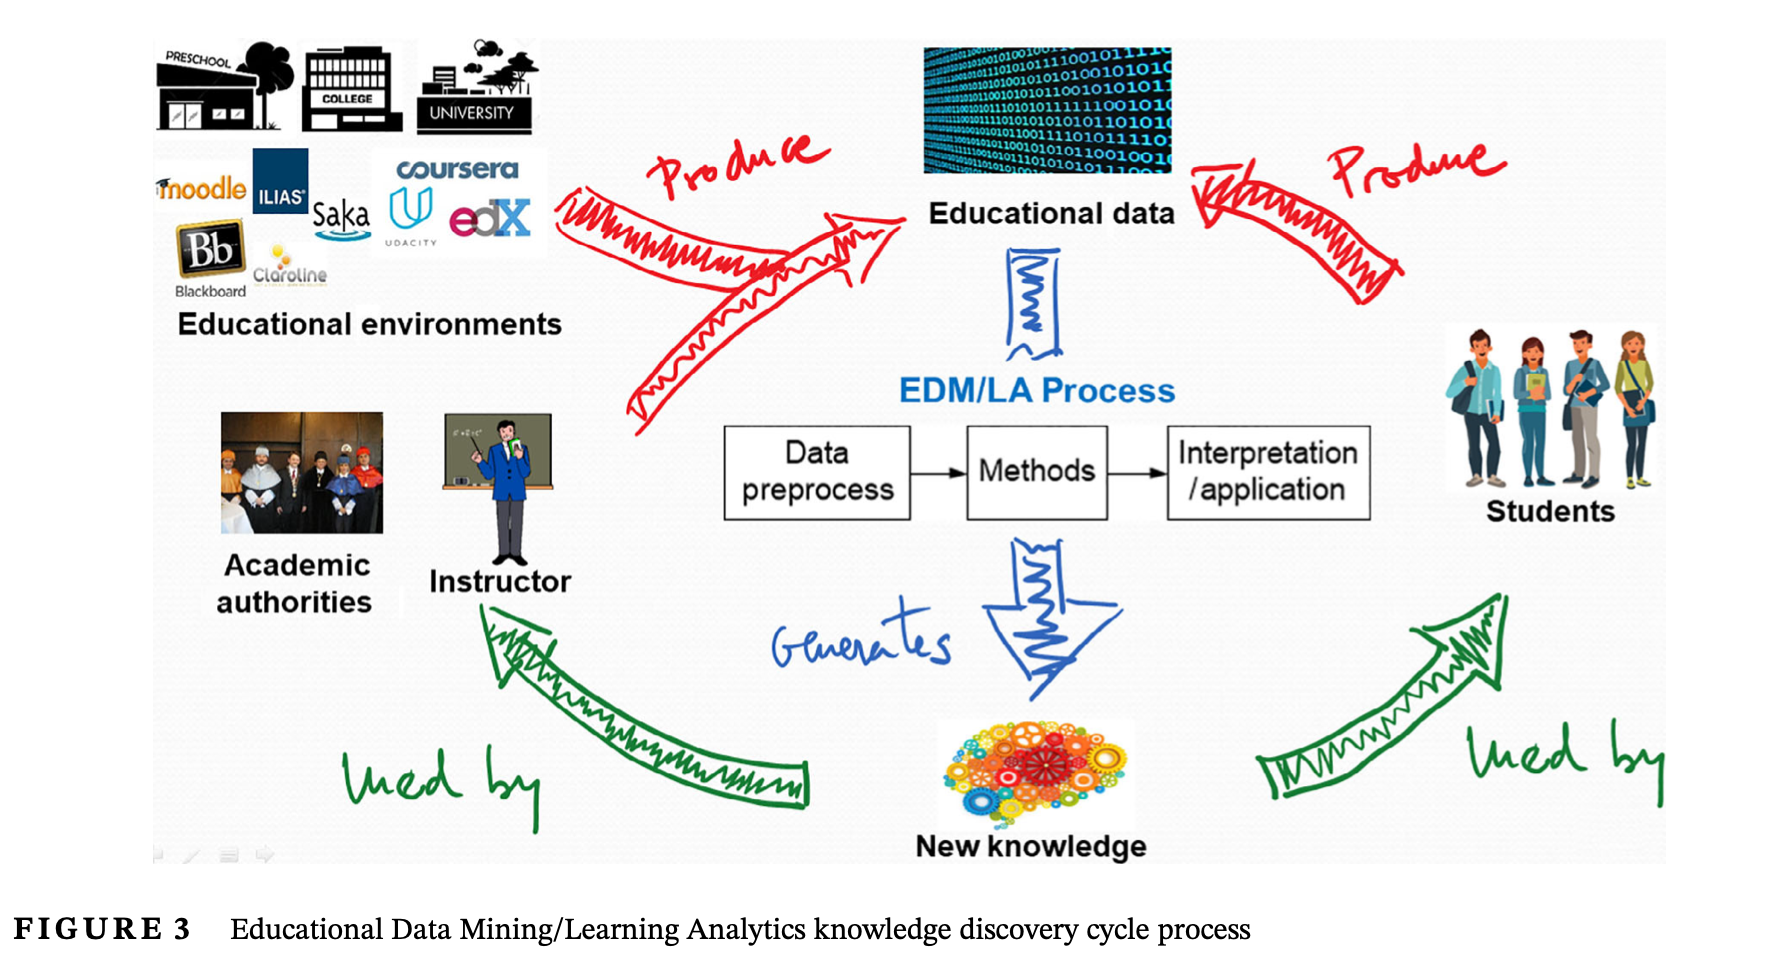 PRESCHOOL
COLLEGE
UNIVERSITY
moodle
ILIAS
Saka
coursera
UDACITY
edX
Bb
Blackboard
Claroline
Educational environments
Produce
Educational data
Produce
EDM/LA Process
Data
preprocess
Methods
Interpretation
/application
Students
Academic
authorities
Instructor
Generates
used by
used by
New knowledge
FIGURE 3 Educational Data Mining/Learning Analytics knowledge discovery cycle process